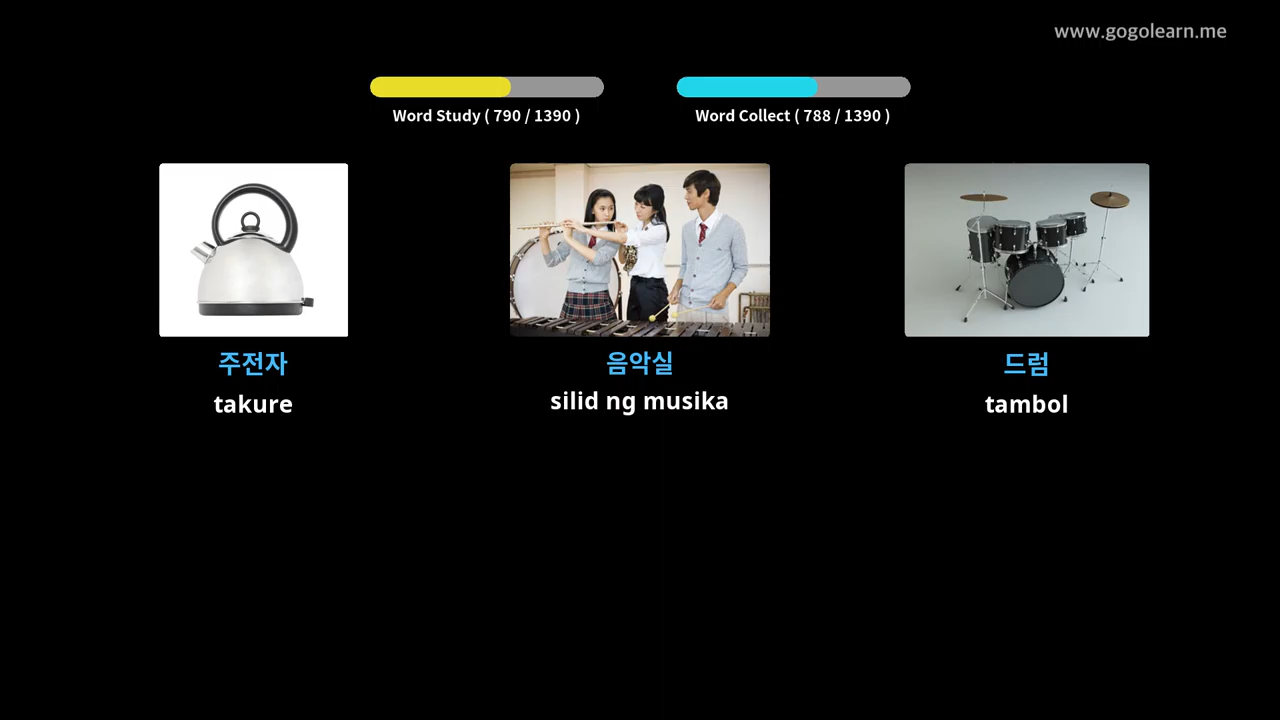 www.gogolearn.me
Word Study ( 790 / 1390 )
Word Collect ( 788 / 1390 )
주전자
takure
음악실
silid ng musika
드럼
tambol